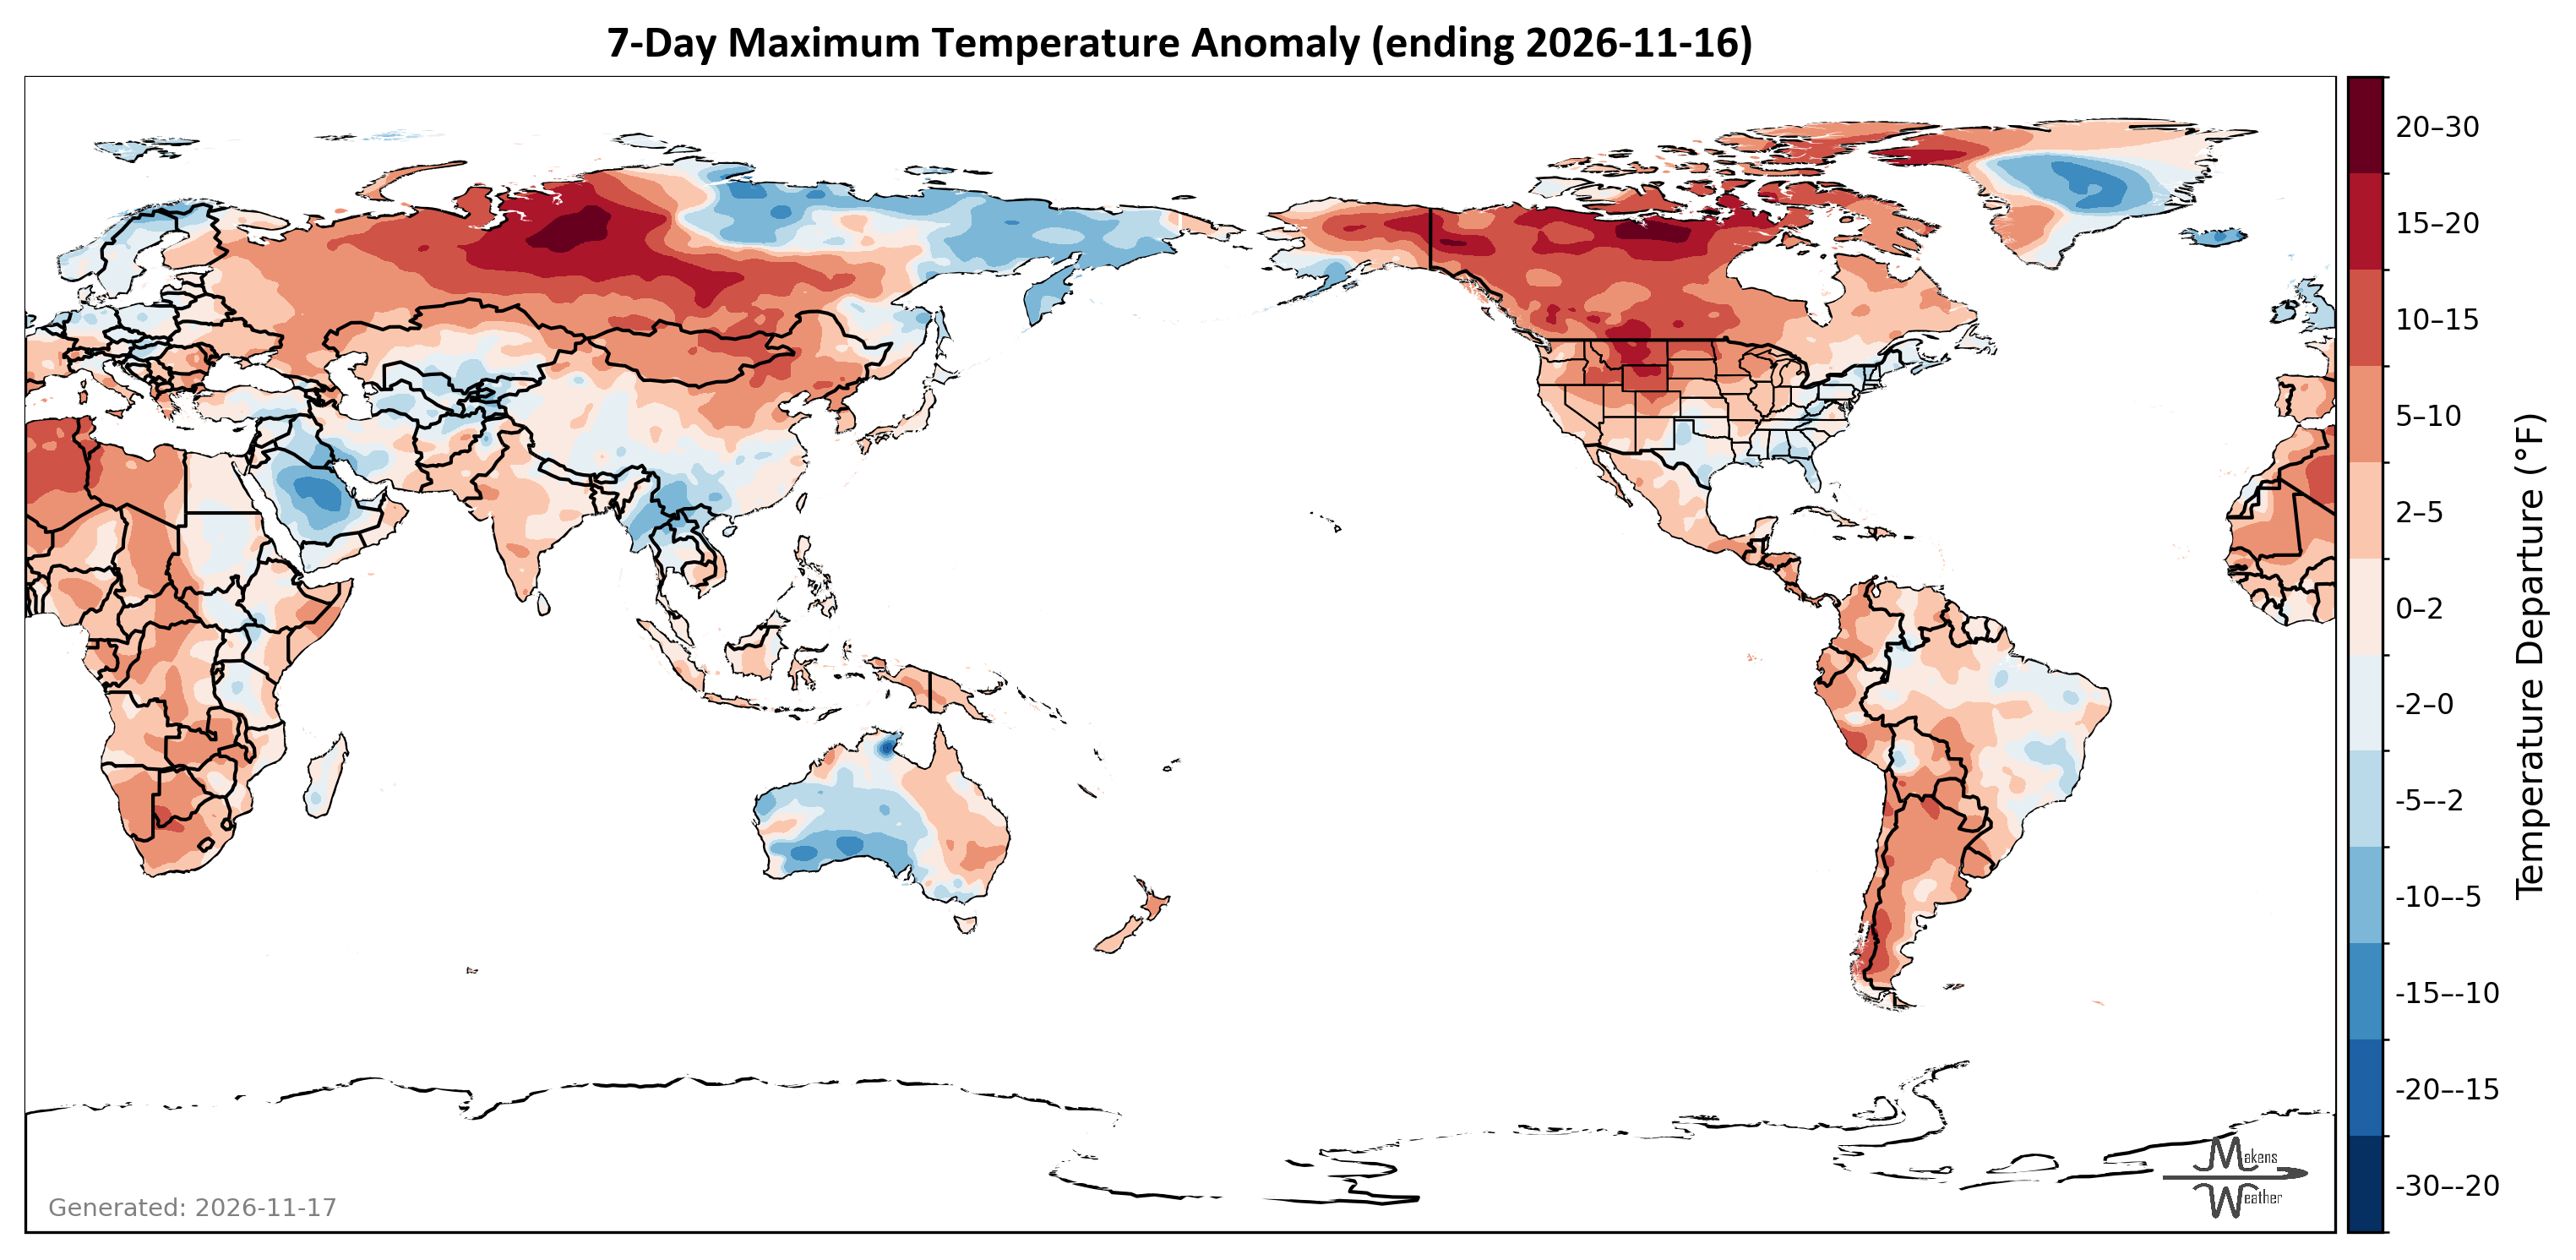 7-Day Maximum Temperature Anomaly (ending 2026-11-16)
20–30
15–20
10–15
5–10
2–5
0–2
-2–0
-5–-2
-10–-5
-15–-10
-20–-15
-30–-20
Temperature Departure (°F)
Generated: 2026-11-17
Makens
Weather